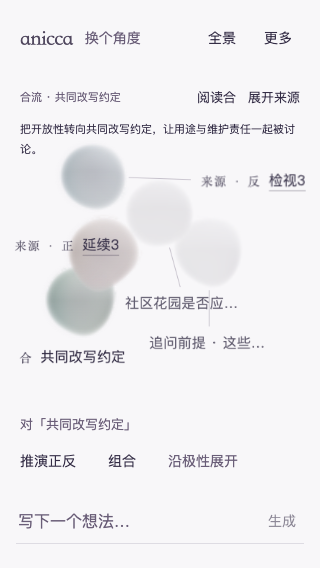 anicca 换个角度 全景 更多
合流 · 共同改写约定 阅读合 展开来源
把开放性转向共同改写约定，让用途与维护责任一起被讨
论。
来源 · 反 检视3
来源 · 正 延续3
社区花园是否应…
追问前提 · 这些…
合 共同改写约定
对「共同改写约定」
推演正反 组合 沿极性展开
写下一个想法… 生成